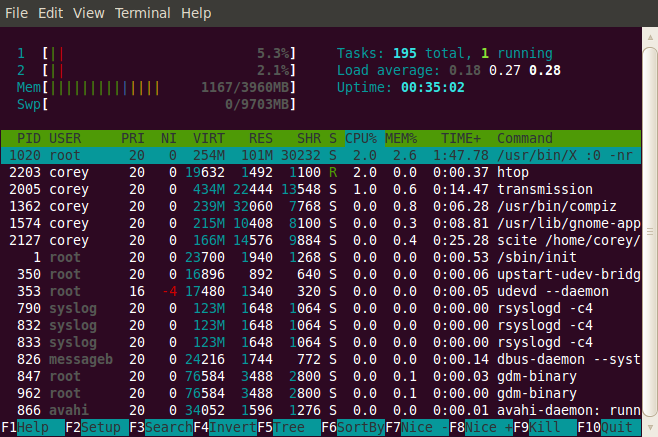 File Edit View Terminal Help
1 [|| 5.3%] Tasks: 195 total, 1 running
2 [|| 2.1%] Load average: 0.18 0.27 0.28
Mem[|||||||||||||| 1167/3960MB] Uptime: 00:35:02
Swp[ 0/9703MB]
PID USER PRI NI VIRT RES SHR S CPU% MEM% TIME+ Command
1020 root 20 0 254M 101M 30232 S 2.0 2.6 1:47.78 /usr/bin/X :0 -nr
2203 corey 20 0 19632 1492 1100 R 2.0 0.0 0:00.37 htop
2005 corey 20 0 434M 22444 13548 S 1.0 0.6 0:14.47 transmission
1362 corey 20 0 239M 32060 7768 S 0.0 0.8 0:06.28 /usr/bin/compiz
1574 corey 20 0 215M 10408 8100 S 0.0 0.3 0:08.81 /usr/lib/gnome-app
2127 corey 20 0 166M 14576 9884 S 0.0 0.4 0:25.28 scite /home/corey/
1 root 20 0 23700 1940 1268 S 0.0 0.0 0:00.53 /sbin/init
350 root 20 0 16896 892 640 S 0.0 0.0 0:00.06 upstart-udev-bridg
353 root 16 -4 17480 1340 320 S 0.0 0.0 0:00.05 udevd --daemon
790 syslog 20 0 123M 1648 1064 S 0.0 0.0 0:00.00 rsyslogd -c4
832 syslog 20 0 123M 1648 1064 S 0.0 0.0 0:00.00 rsyslogd -c4
833 syslog 20 0 123M 1648 1064 S 0.0 0.0 0:00.00 rsyslogd -c4
826 messageb 20 0 24216 1744 772 S 0.0 0.0 0:00.14 dbus-daemon --syst
847 root 20 0 76584 3488 2800 S 0.0 0.1 0:00.03 gdm-binary
962 root 20 0 76584 3488 2800 S 0.0 0.1 0:00.00 gdm-binary
866 avahi 20 0 34052 1596 1276 S 0.0 0.0 0:00.01 avahi-daemon: runn
F1Help F2Setup F3SearchF4InvertF5Tree F6SortByF7Nice -F8Nice +F9Kill F10Quit